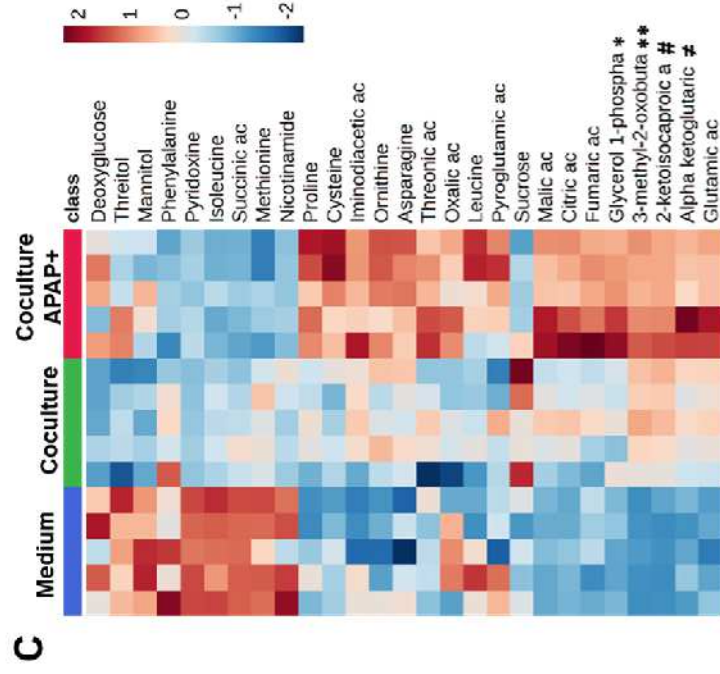 C
Medium
Coculture
Coculture
APAP+
2
1
0
-1
-2
class
Deoxyglucose
Threitol
Mannitol
Phenylalanine
Pyridoxine
Isoleucine
Succinic ac
Methionine
Nicotinamide
Proline
Cysteine
Iminodiacetic ac
Ornithine
Asparagine
Threonic ac
Oxalic ac
Leucine
Pyroglutamic ac
Sucrose
Malic ac
Citric ac
Fumaric ac
Glycerol 1-phospha *
3-methyl-2-oxobuta **
2-ketoisocaproic a #
Alpha ketoglutaric ≠
Glutamic ac